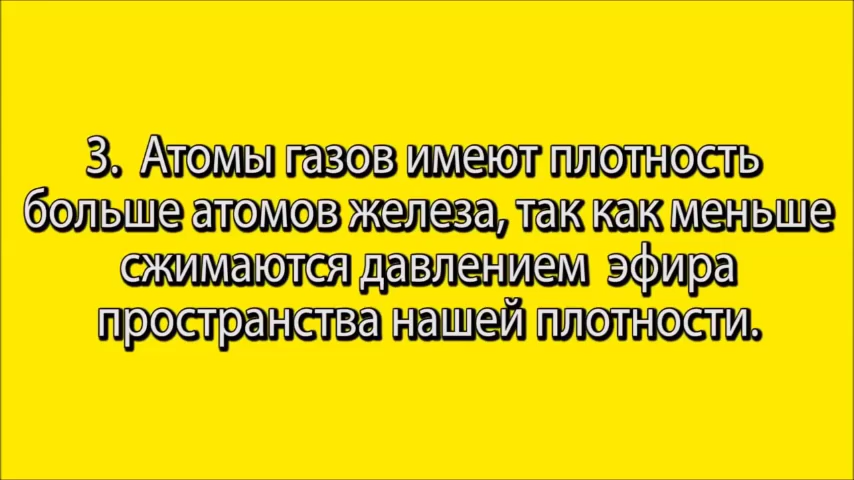 3. Атомы газов имеют плотность
больше атомов железа, так как меньше
сжимаются давлением эфира
пространства нашей плотности.